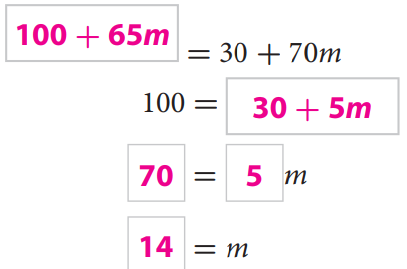 100 + 65m = 30 + 70m
100 = 30 + 5m
70 = 5 m
14 = m